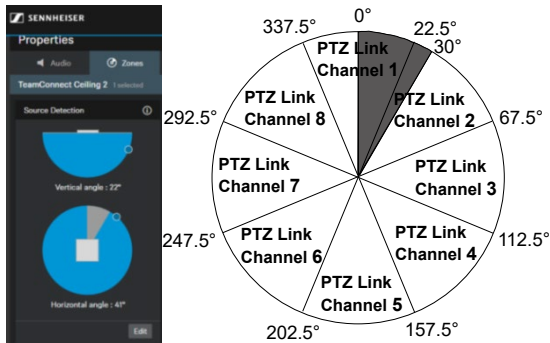 SENNHEISER
Properties
Audio
Zones
TeamConnect Ceiling 2 1 selected
Source Detection
Vertical angle : 22°
Horizontal angle : 41°
Edit
0°
337.5°
22.5°
30°
PTZ Link
Channel 1
PTZ Link
Channel 8
PTZ Link
Channel 2
292.5°
67.5°
PTZ Link
Channel 7
PTZ Link
Channel 3
247.5°
112.5°
PTZ Link
Channel 6
PTZ Link
Channel 4
PTZ Link
Channel 5
202.5°
157.5°